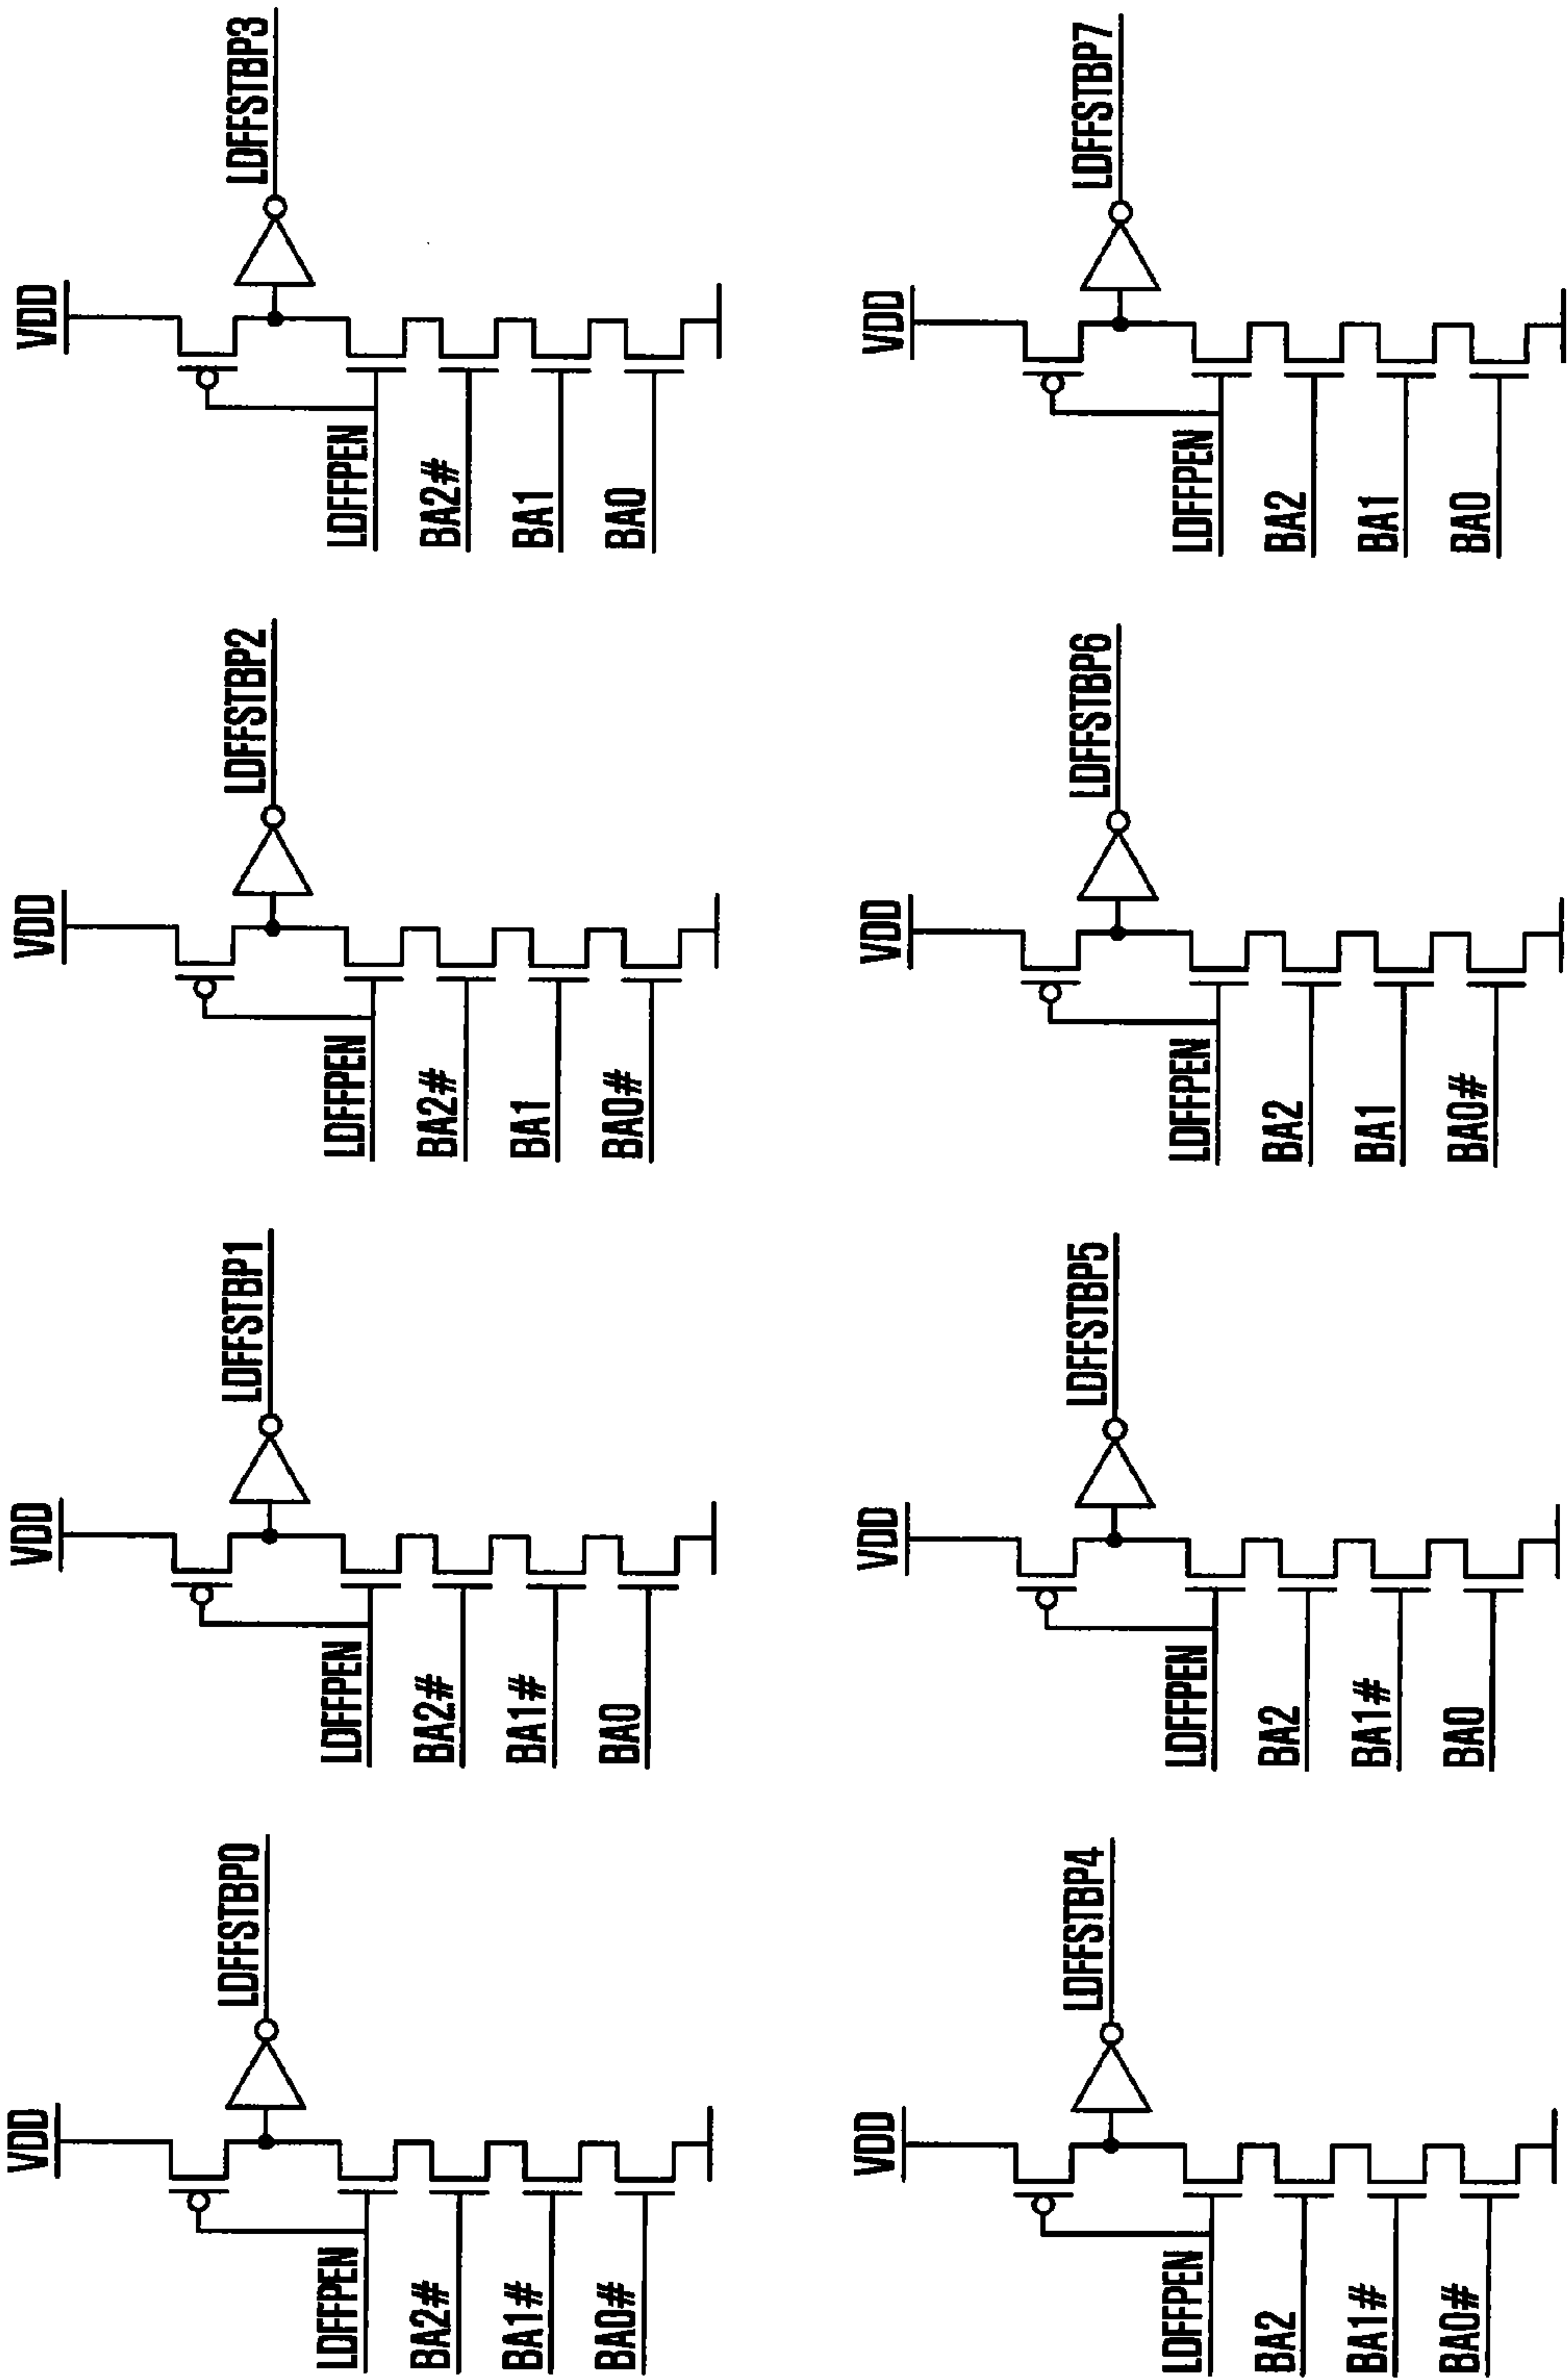 VDD
LDFFSTBP0
LDFFPEN
BA2#
BA1#
BA0#
VDD
LDFFSTBP1
LDFFPEN
BA2#
BA1#
BA0
VDD
LDFFSTBP2
LDFFPEN
BA2#
BA1
BA0#
VDD
LDFFSTBP3
LDFFPEN
BA2#
BA1
BA0
VDD
LDFFSTBP4
LDFFPEN
BA2
BA1#
BA0#
VDD
LDFFSTBP5
LDFFPEN
BA2
BA1#
BA0
VDD
LDFFSTBP6
LDFFPEN
BA2
BA1
BA0#
VDD
LDFFSTBP7
LDFFPEN
BA2
BA1
BA0